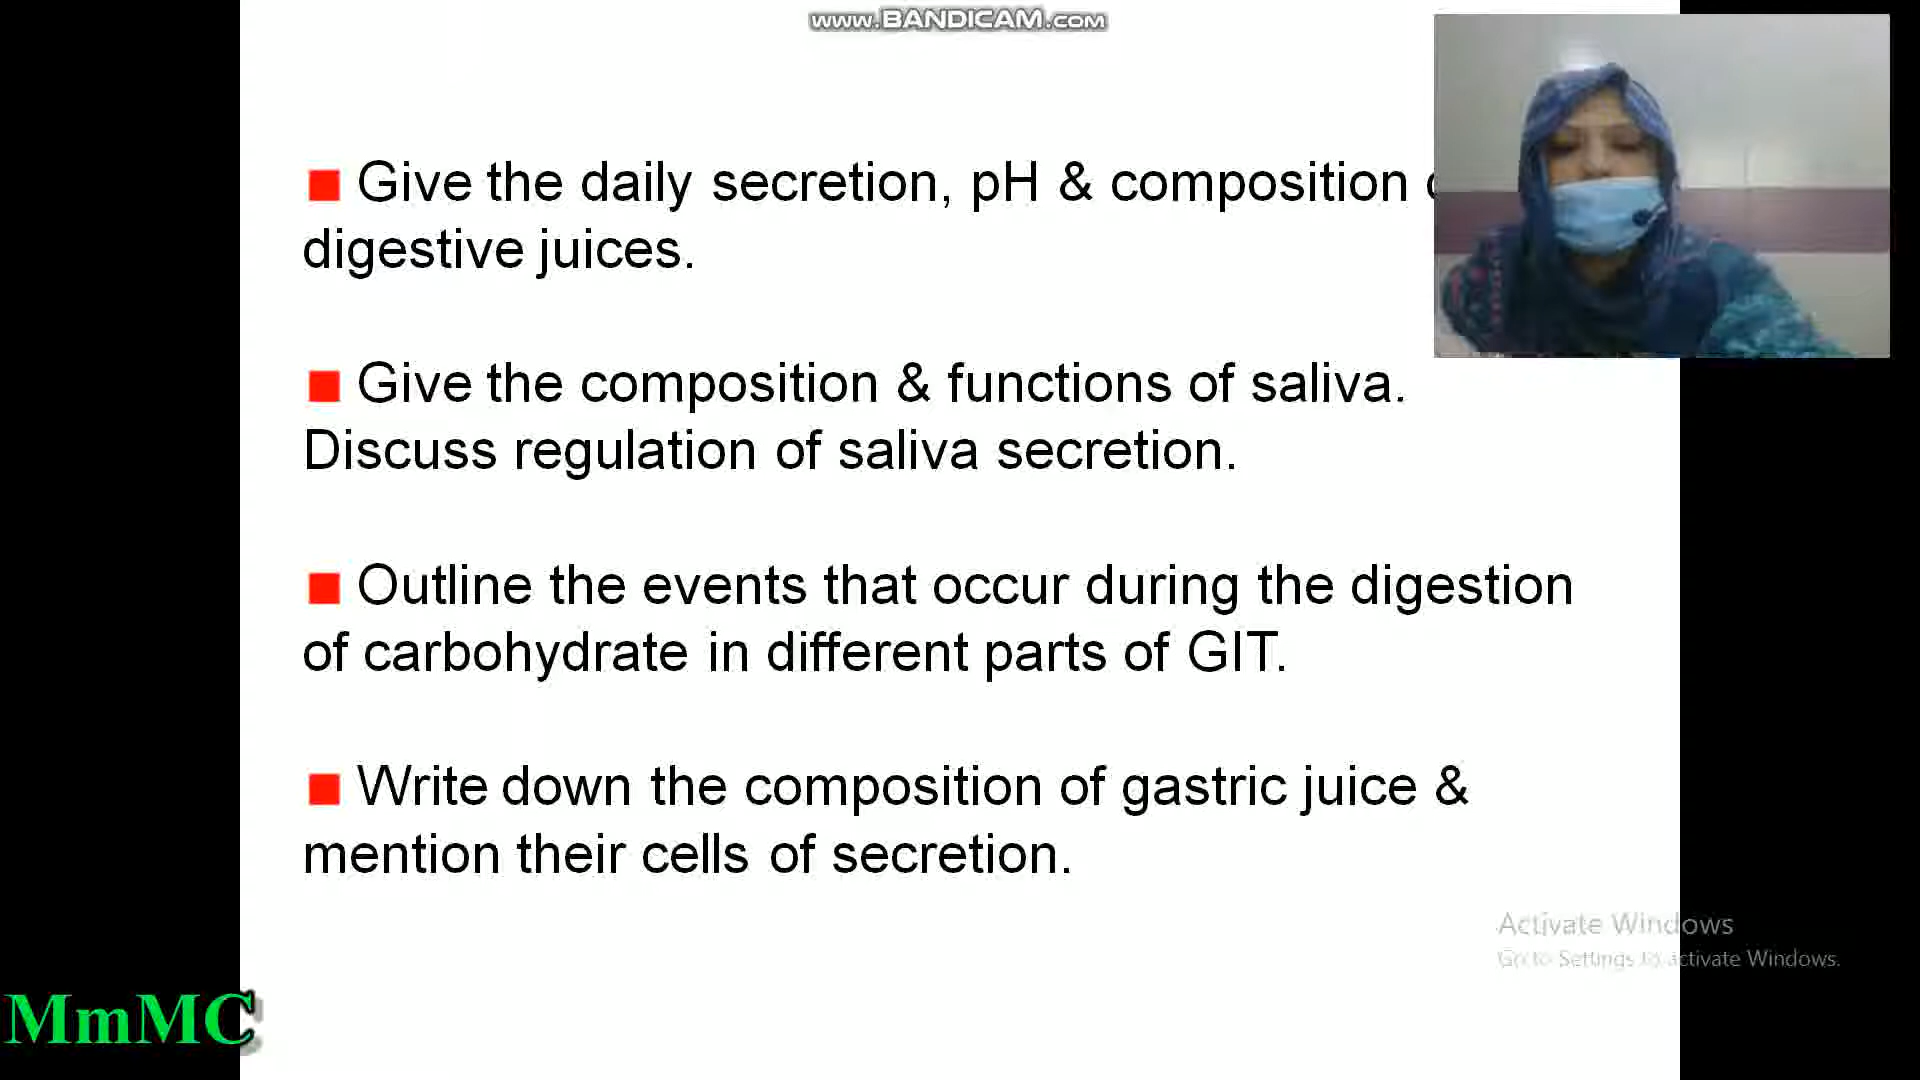 www.BANDICAM.com
Give the daily secretion, pH & composition
digestive juices.
Give the composition & functions of saliva.
Discuss regulation of saliva secretion.
Outline the events that occur during the digestion
of carbohydrate in different parts of GIT.
Write down the composition of gastric juice &
mention their cells of secretion.
Activate Windows
Go to Settings to activate Windows.
MmMC